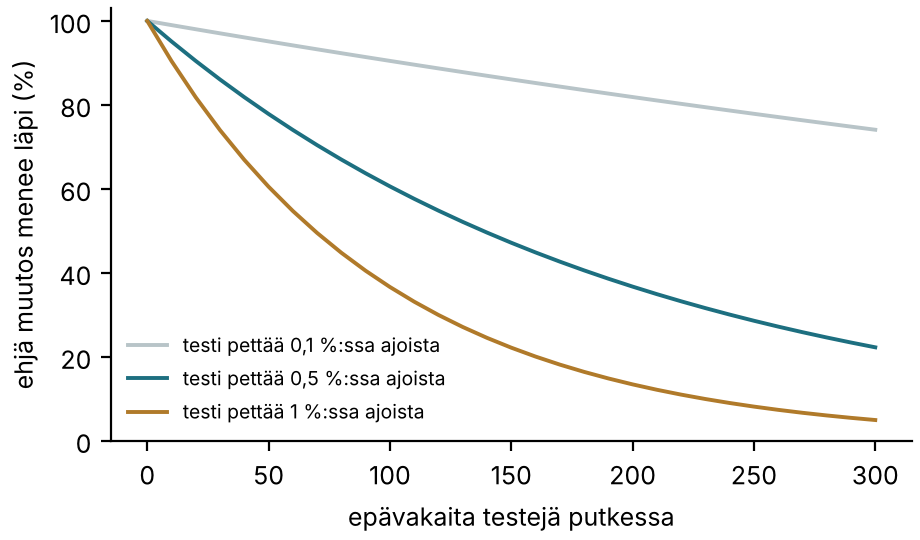 ehjä muutos menee läpi (%)
100
80
60
40
20
0
testi pettää 0,1 %:ssa ajoista
testi pettää 0,5 %:ssa ajoista
testi pettää 1 %:ssa ajoista
0 50 100 150 200 250 300
epävakaita testejä putkessa